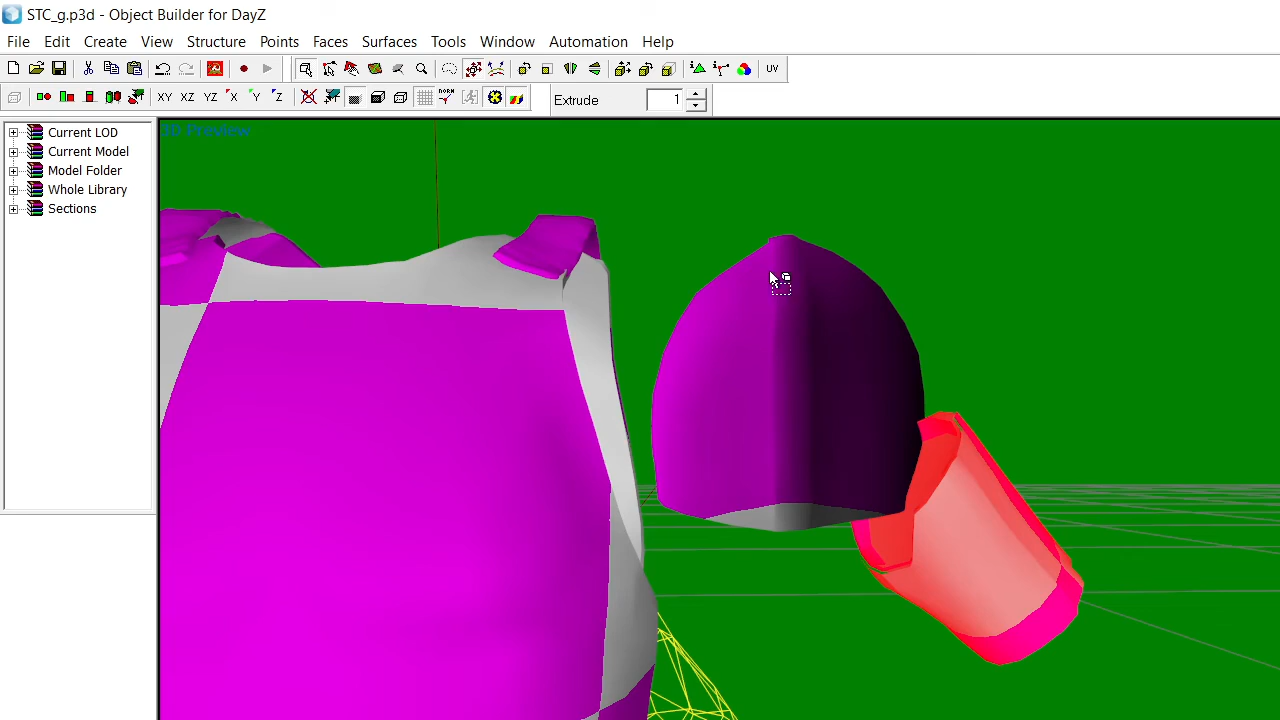 STC_g.p3d - Object Builder for DayZ
File Edit Create View Structure Points Faces Surfaces Tools Window Automation Help
UV
XY XZ YZ X Y Z NORM Extrude 1
3D Preview
Current LOD
Current Model
Model Folder
Whole Library
Sections